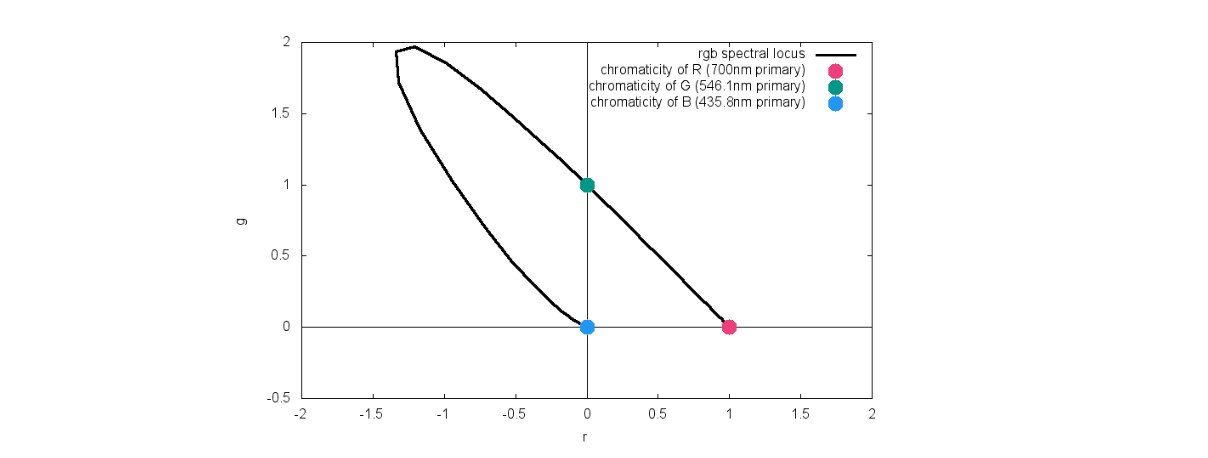 2
1.5
1
0.5
0
-0.5
-2
-1.5
-1
-0.5
0
0.5
1
1.5
2
g
r
rgb spectral locus
chromaticity of R (700nm primary)
chromaticity of G (546.1nm primary)
chromaticity of B (435.8nm primary)